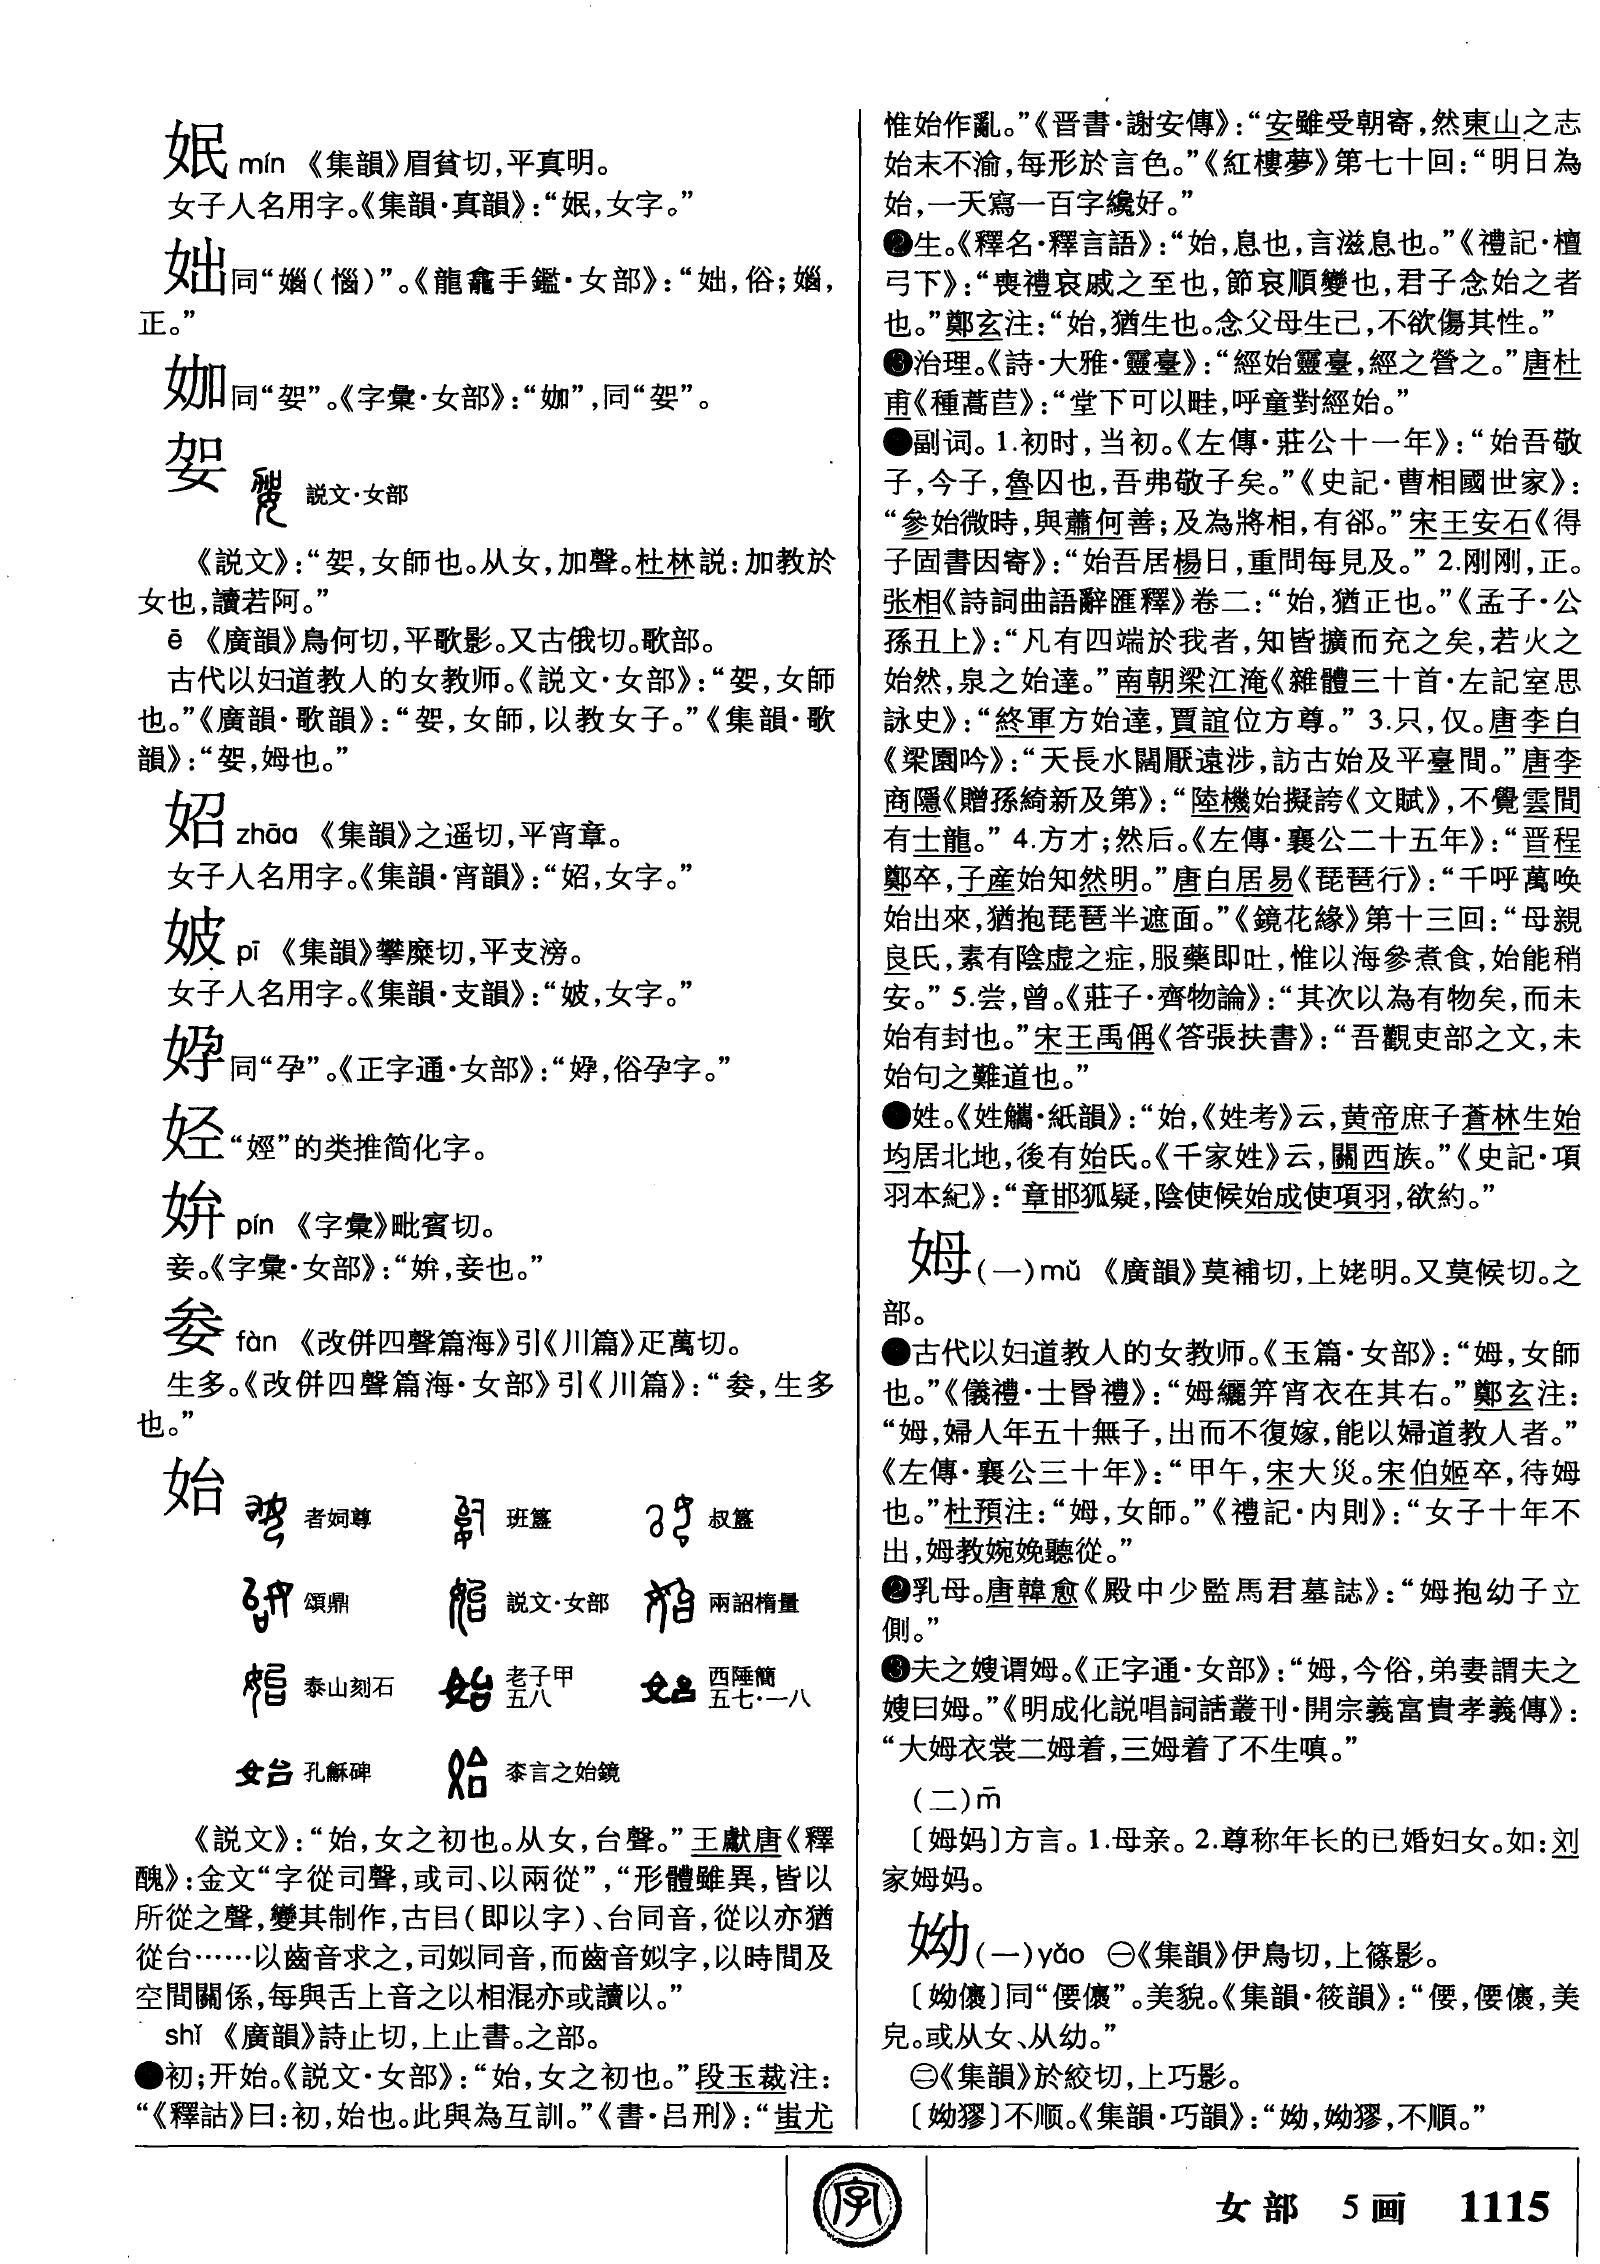 姄 mín 《集韻》眉貧切,平真明。
女子人名用字。《集韻·真韻》:“姄,女字。”
㛂同“嫍(惱)”。《龍龕手鑑·女部》:“㛂,俗;嫍,
正。”
㚙同“妿”。《字彙·女部》:“㚙”,同“妿”。
妿 説文·女部
《説文》:“妿,女師也。从女,加聲。杜林説:加教於
女也,讀若阿。”
ē 《廣韻》烏何切,平歌影。又古俄切。歌部。
古代以妇道教人的女教师。《説文·女部》:“妿,女師
也。”《廣韻·歌韻》:“妿,女師,以教女子。”《集韻·歌
韻》:“妿,姆也。”
妱 zhāo 《集韻》之遥切,平宵章。
女子人名用字。《集韻·宵韻》:“妱,女字。”
㛅 pī 《集韻》攀糜切,平支滂。
女子人名用字。《集韻·支韻》:“㛅,女字。”
㚺同“孕”。《正字通·女部》:“㚺,俗孕字。”
𫰛“娙”的类推简化字。
姘 pín 《字彙》毗賓切。
妾。《字彙·女部》:“姘,妾也。”
㛀 fàn 《改併四聲篇海》引《川篇》疋萬切。
生多。《改併四聲篇海·女部》引《川篇》:“㛀,生多
也。”
始 者姛尊 班簋 叔簋
頌鼎 説文·女部 兩詔楕量
泰山刻石 老子甲五八 西陲簡五七·一八
孔龢碑 泰言之始鏡
《説文》:“始,女之初也。从女,台聲。”王獻唐《釋
醜》:金文“字從司聲,或司、以兩從”,“形體雖異,皆以
所從之聲,變其制作,古㠯(即以字)、台同音,從以亦猶
從台……以齒音求之,司姒同音,而齒音姒字,以時間及
空間關係,每與舌上音之以相混亦或讀以。”
shǐ 《廣韻》詩止切,上止書。之部。
❶初;开始。《説文·女部》:“始,女之初也。”段玉裁注:
“《釋詁》曰:初,始也。此與為互訓。”《書·吕刑》:“蚩尤
惟始作亂。”《晋書·謝安傳》:“安雖受朝寄,然東山之志
始末不渝,每形於言色。”《紅樓夢》第七十回:“明日為
始,一天寫一百字纔好。”
❷生。《釋名·釋言語》:“始,息也,言滋息也。”《禮記·檀
弓下》:“喪禮哀戚之至也,節哀順變也,君子念始之者
也。”鄭玄注:“始,猶生也。念父母生己,不欲傷其性。”
❸治理。《詩·大雅·靈臺》:“經始靈臺,經之營之。”唐杜
甫《種萵苣》:“堂下可以畦,呼童對經始。”
❹副词。1.初时,当初。《左傳·莊公十一年》:“始吾敬
子,今子,魯囚也,吾弗敬子矣。”《史記·曹相國世家》:
“參始微時,與蕭何善;及為將相,有郤。”宋王安石《得
子固書因寄》:“始吾居楊日,重問每見及。” 2.刚刚,正。
张相《詩詞曲語辭匯釋》卷二:“始,猶正也。”《孟子·公
孫丑上》:“凡有四端於我者,知皆擴而充之矣,若火之
始然,泉之始達。”南朝梁江淹《雜體三十首·左記室思
詠史》:“終軍方始達,賈誼位方尊。” 3.只,仅。唐李白
《梁園吟》:“天長水闊厭遠涉,訪古始及平臺間。”唐李
商隱《贈孫綺新及第》:“陸機始擬誇《文賦》,不覺雲間
有士龍。” 4.方才;然后。《左傳·襄公二十五年》:“晋程
鄭卒,子産始知然明。”唐白居易《琵琶行》:“千呼萬唤
始出來,猶抱琵琶半遮面。”《鏡花緣》第十三回:“母親
良氏,素有陰虚之症,服藥即吐,惟以海參煮食,始能稍
安。” 5.尝,曾。《莊子·齊物論》:“其次以為有物矣,而未
始有封也。”宋王禹偁《答張扶書》:“吾觀吏部之文,未
始句之難道也。”
❺姓。《姓觿·紙韻》:“始,《姓考》云,黄帝庶子蒼林生始
均居北地,後有始氏。《千家姓》云,關西族。”《史記·項
羽本紀》:“章邯狐疑,陰使候始成使項羽,欲約。”
姆(一)mǔ 《廣韻》莫補切,上姥明。又莫候切。之
部。
❶古代以妇道教人的女教师。《玉篇·女部》:“姆,女師
也。”《儀禮·士昏禮》:“姆纚笄宵衣在其右。”鄭玄注:
“姆,婦人年五十無子,出而不復嫁,能以婦道教人者。”
《左傳·襄公三十年》:“甲午,宋大災。宋伯姬卒,待姆
也。”杜預注:“姆,女師。”《禮記·内則》:“女子十年不
出,姆教婉娩聽從。”
❷乳母。唐韓愈《殿中少監馬君墓誌》:“姆抱幼子立
側。”
❸夫之嫂谓姆。《正字通·女部》:“姆,今俗,弟妻謂夫之
嫂曰姆。”《明成化説唱詞話叢刊·開宗義富貴孝義傳》:
“大姆衣裳二姆着,三姆着了不生嗔。”
(二)m̄
〔姆妈〕方言。1.母亲。2.尊称年长的已婚妇女。如:刘
家姆妈。
㛂(一)yǎo ㊀《集韻》伊鳥切,上篠影。
〔㛂儴〕同“偠儴”。美貌。《集韻·筱韻》:“偠,偠儴,美
皃。或从女、从幼。”
㊁《集韻》於絞切,上巧影。
〔㛂㺒〕不顺。《集韻·巧韻》:“㛂,㛂㺒,不順。”
字
女部 5画 1115